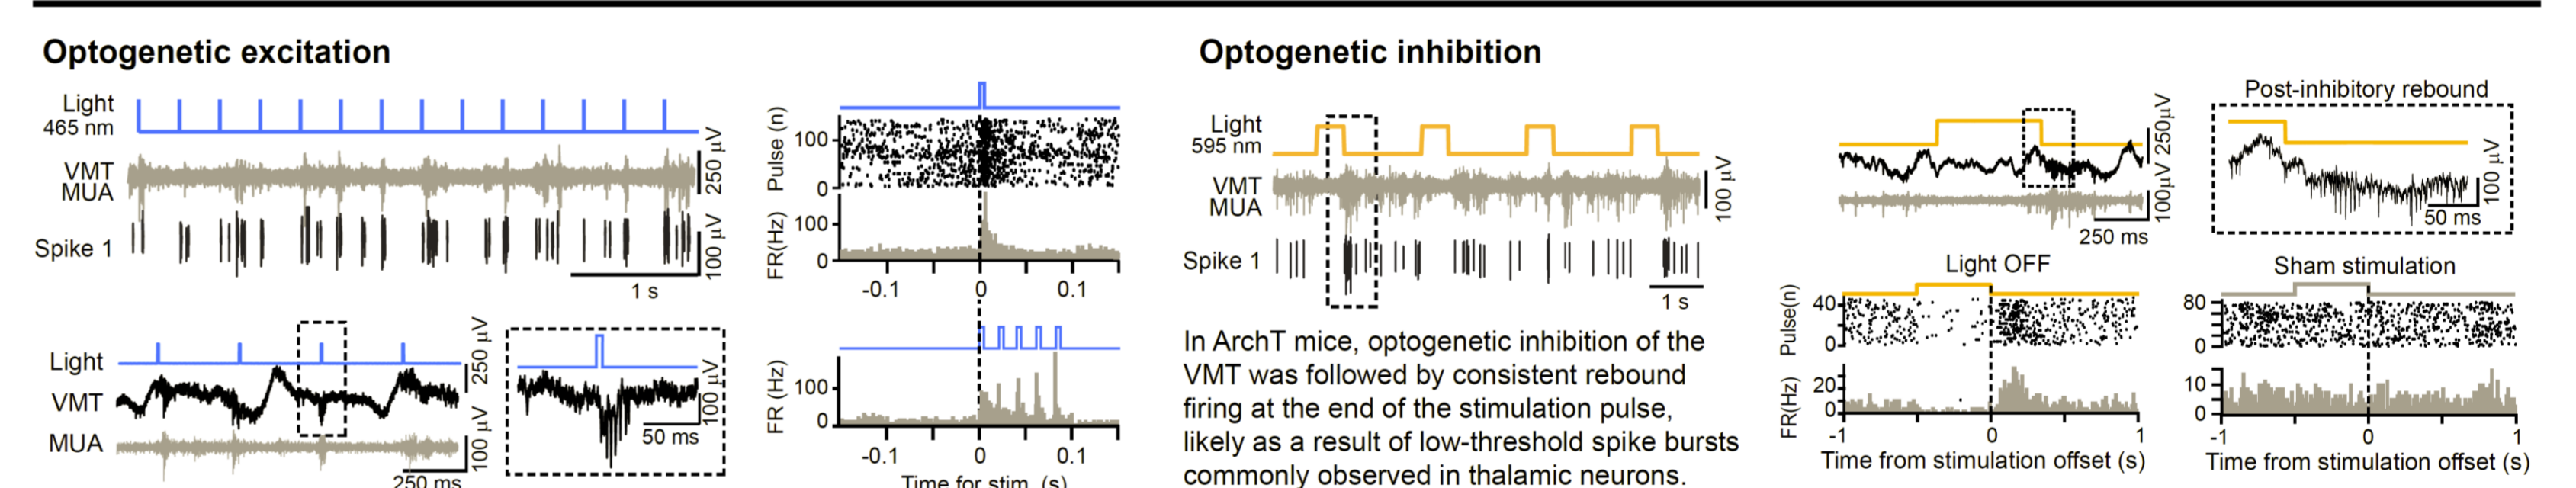 Optogenetic excitation
Light
465 nm
VMT
MUA
250 µV
Spike 1
100 µV
1 s
Light
VMT
MUA
250 µV
100 µV
250 ms
100 µV
50 ms
Pulse (n)
100
0
FR(Hz)
100
0
-0.1 0 0.1
FR (Hz)
100
0
-0.1 0 0.1
Time for stim. (s)
Optogenetic inhibition
Light
595 nm
VMT
MUA
100 µV
Spike 1
1 s
In ArchT mice, optogenetic inhibition of the
VMT was followed by consistent rebound
firing at the end of the stimulation pulse,
likely as a result of low-threshold spike bursts
commonly observed in thalamic neurons.
250µV
100µV
250 ms
Post-inhibitory rebound
100 µV
50 ms
Light OFF
Pulse(n)
40
0
FR(Hz)
20
0
-1 0 1
Time from stimulation offset (s)
Sham stimulation
80
0
10
0
-1 0 1
Time from stimulation offset (s)